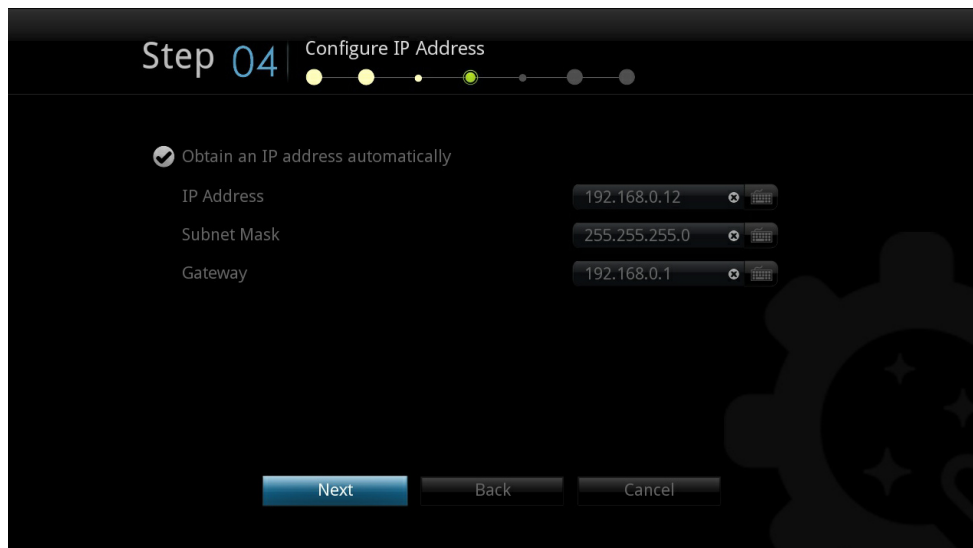 Step 04
Configure IP Address
Obtain an IP address automatically
IP Address 192.168.0.12
Subnet Mask 255.255.255.0
Gateway 192.168.0.1
Next Back Cancel